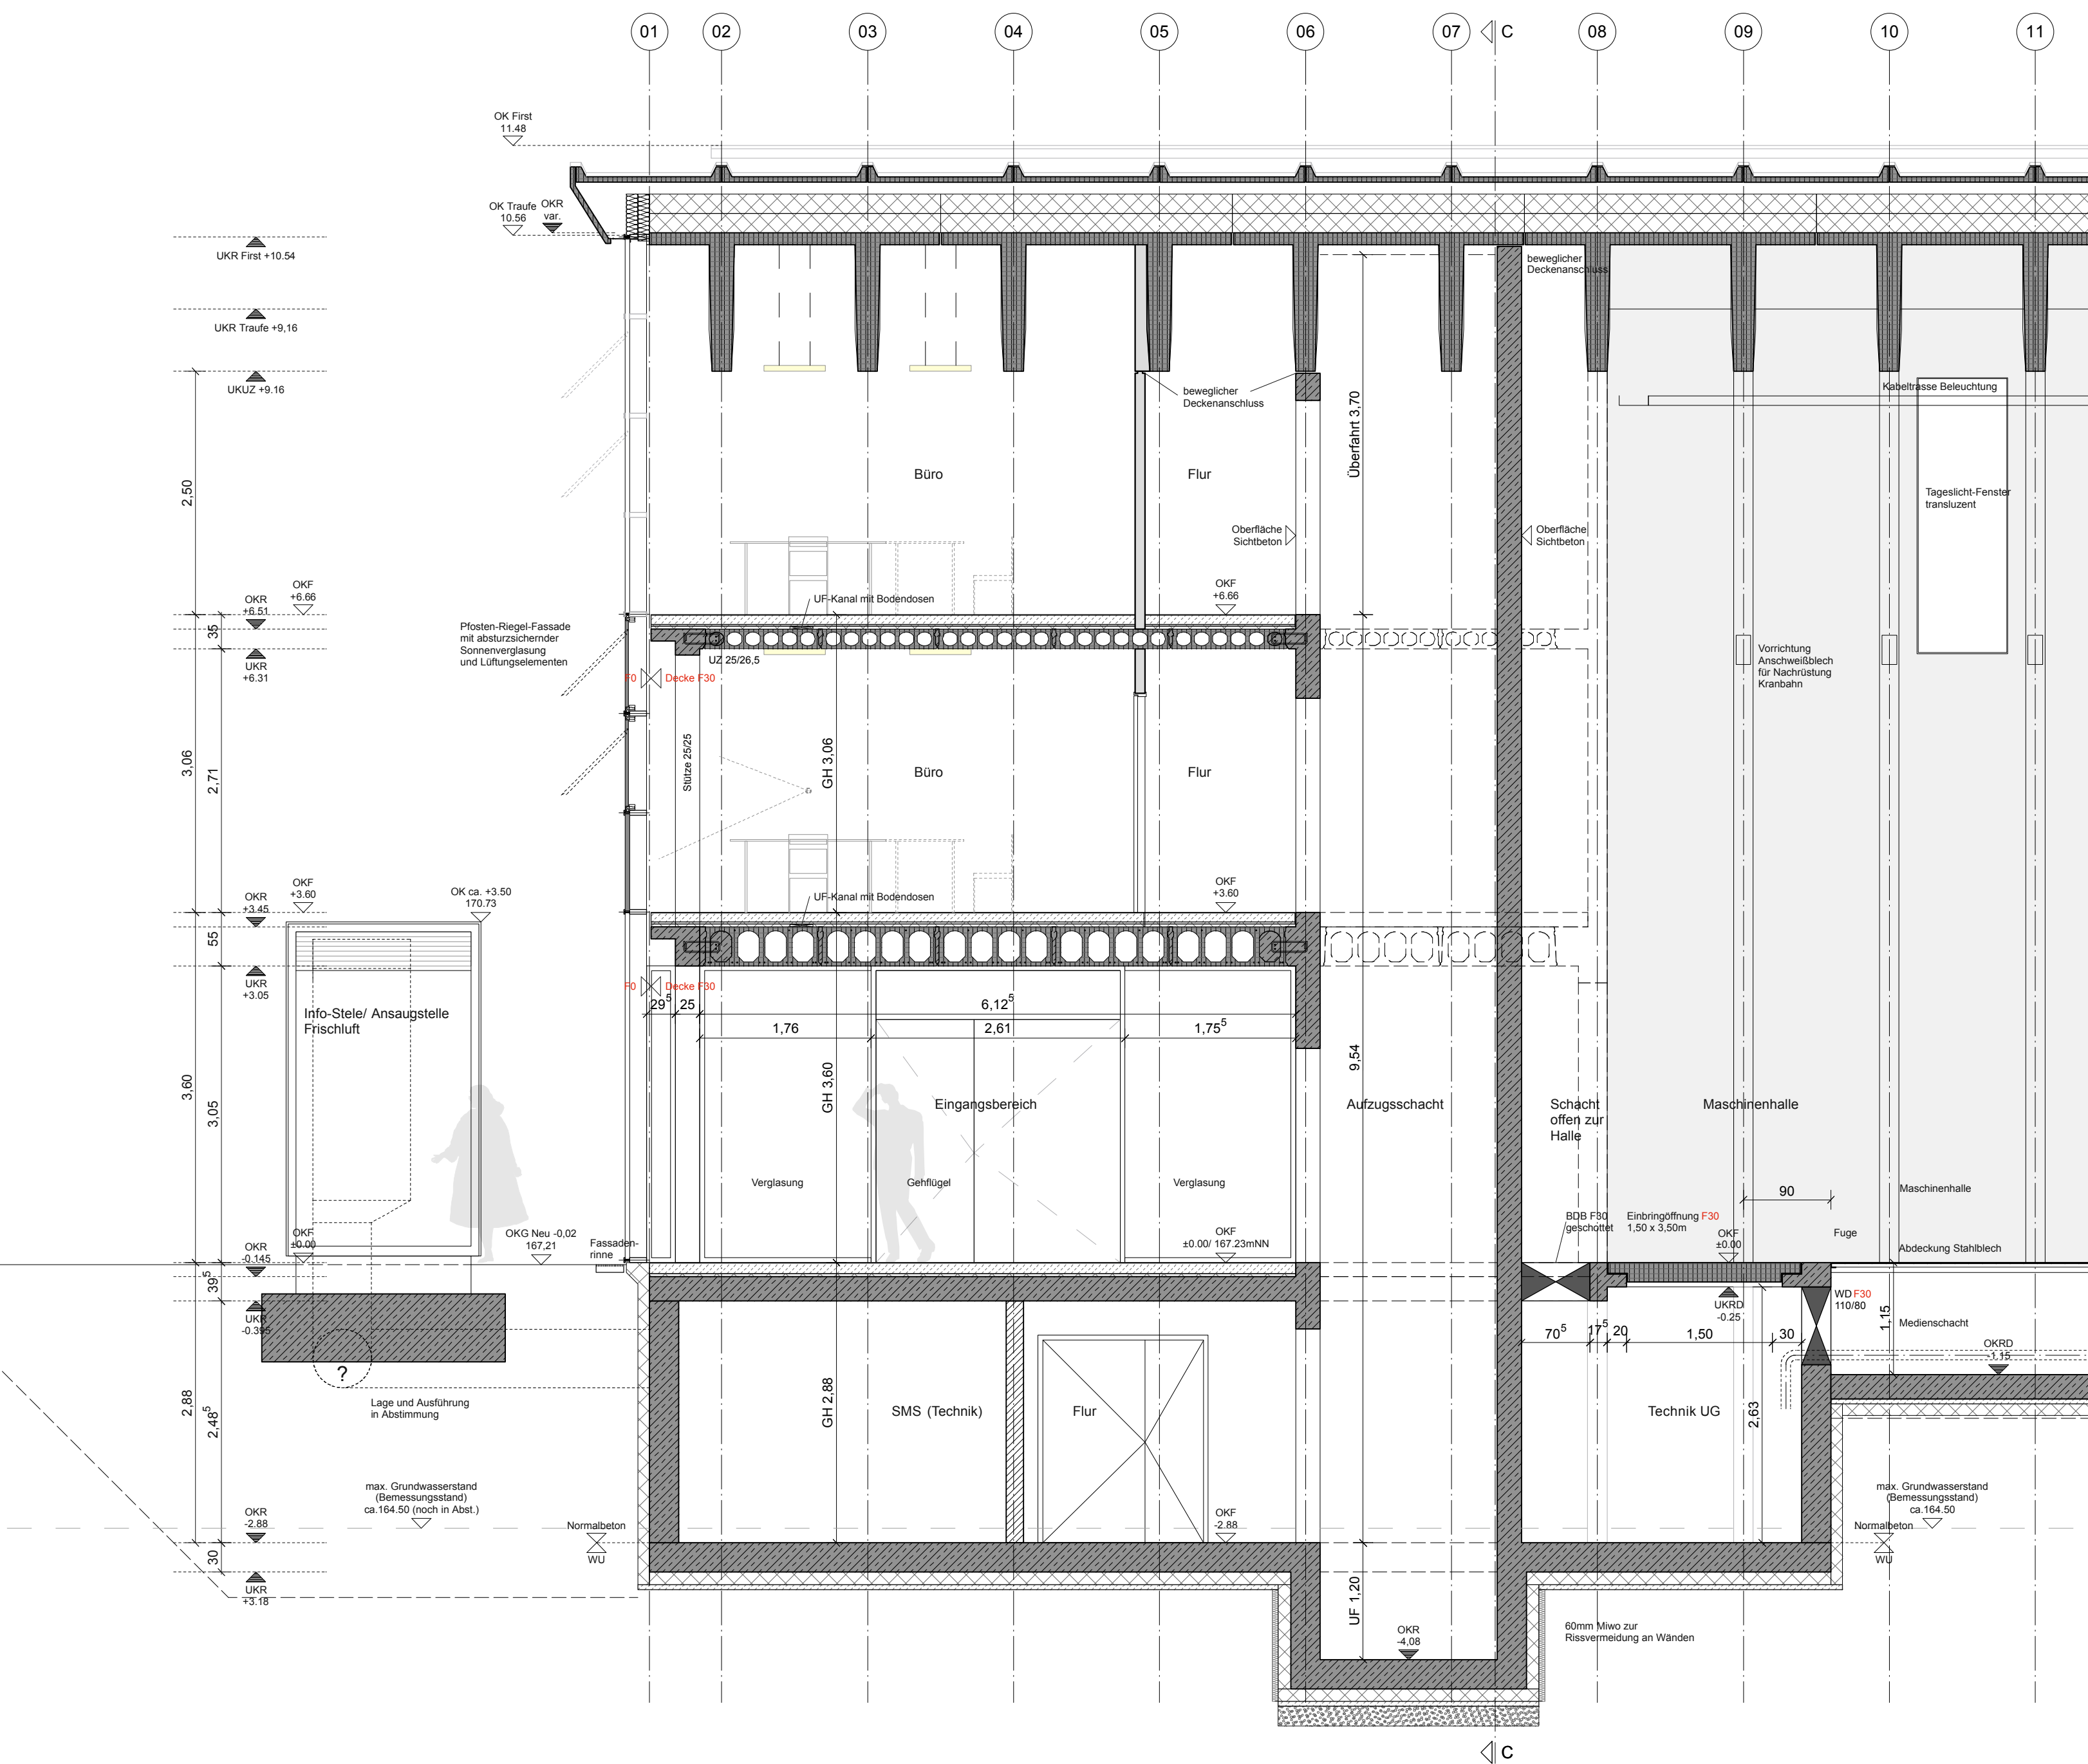 01 02 03 04 05 06 07 C 08 09 10 11
OK First
11.48
OK Traufe
10.56
OKR
var.
UKR First +10.54
UKR Traufe +9,16
UKUZ +9.16
beweglicher
Deckenanschluss
beweglicher
Deckenanschluss
Kabeltrasse Beleuchtung
Überfahrt 3,70
2,50
Büro
Flur
Tageslicht-Fenster
transluzent
Oberfläche
Sichtbeton
Oberfläche
Sichtbeton
OKF
+6.66
OKR
+6.51
35
UKR
+6.31
UF-Kanal mit Bodendosen
OKF
+6.66
Pfosten-Riegel-Fassade
mit absturzsichernder
Sonnenverglasung
und Lüftungselementen
UZ 25/26,5
F0
Decke F30
Vorrichtung
Anschweißblech
für Nachrüstung
Kranbahn
3,06
2,71
Stütze 25/25
GH 3,06
Büro
Flur
OKF
+3.60
OKR
+3.45
OK ca. +3.50
170.73
UF-Kanal mit Bodendosen
OKF
+3.60
55
UKR
+3.05
F0
Decke F30
29⁵ 25 6,12⁵
1,76 2,61 1,75⁵
Info-Stele/ Ansaugstelle
Frischluft
3,60
3,05
GH 3,60
9,54
Eingangsbereich
Aufzugsschacht
Schacht
offen zur
Halle
Maschinenhalle
Verglasung
Gehflügel
Verglasung
90
Maschinenhalle
BDB F30
geschottet
Einbringöffnung F30
1,50 x 3,50m
OKF
±0.00
Fuge
Abdeckung Stahlblech
OKF
±0.00
OKR
-0.145
OKG Neu -0,02
167,21
Fassaden-
rinne
OKF
±0.00/ 167.23mNN
39⁵
UKR
-0.395
UKRD
-0.25
WD F30
110/80
1,15
Medienschacht
70⁵ 17⁵ 20 1,50 30
OKRD
-1.15
?
Lage und Ausführung
in Abstimmung
2,88
2,48⁵
GH 2,88
SMS (Technik)
Flur
Technik UG
2,63
max. Grundwasserstand
(Bemessungsstand)
ca.164.50 (noch in Abst.)
max. Grundwasserstand
(Bemessungsstand)
ca.164.50
OKR
-2.88
Normalbeton
WU
OKF
-2.88
Normalbeton
WU
30
UKR
+3.18
UF 1,20
OKR
-4,08
60mm Miwo zur
Rissvermeidung an Wänden
C